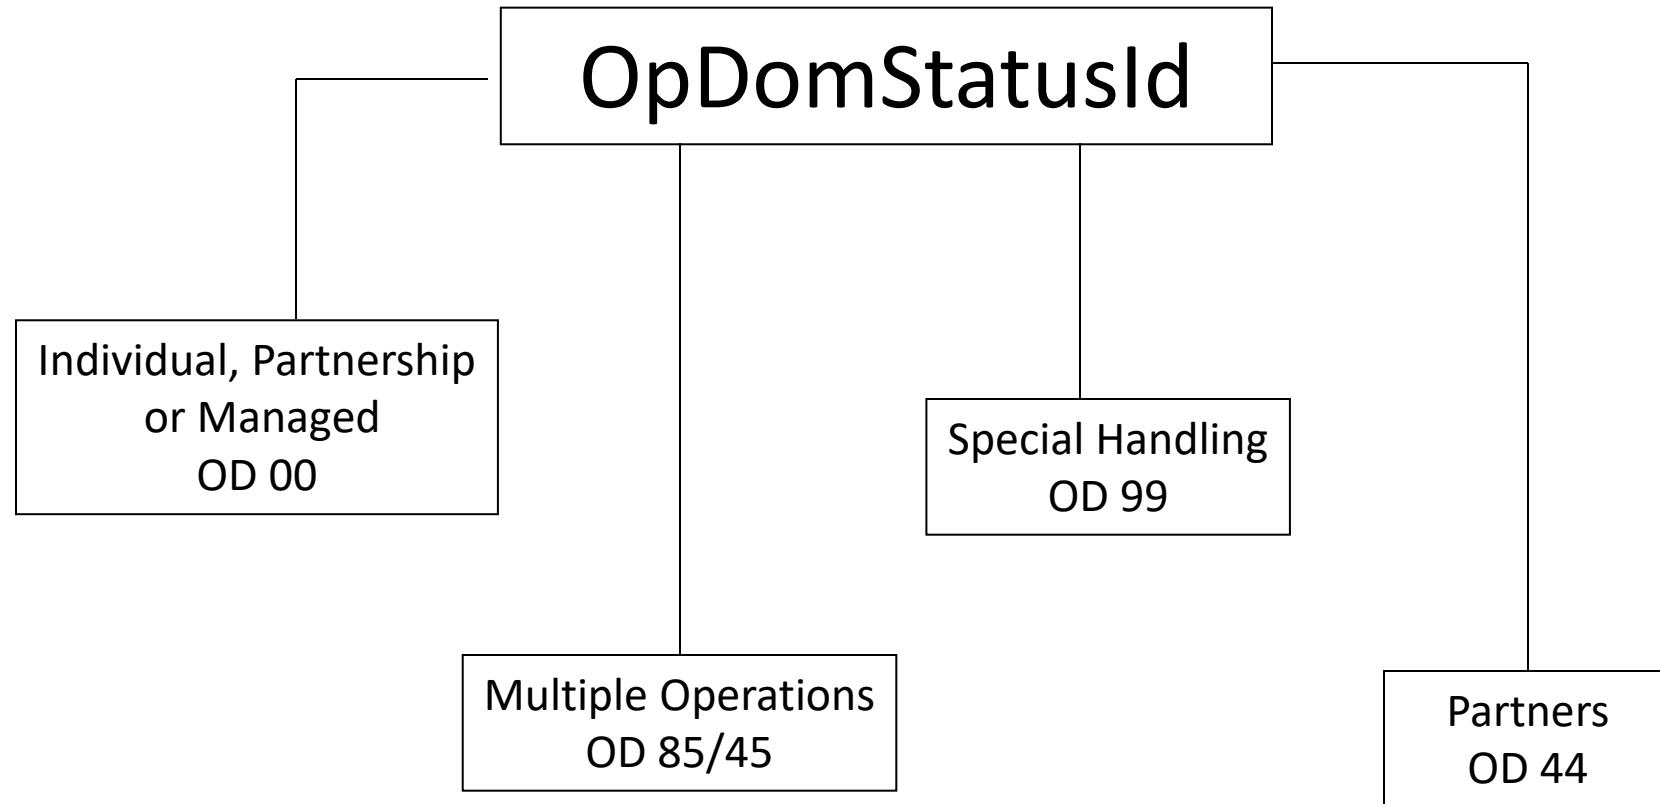 OpDomStatusId
Individual, Partnership
or Managed
OD 00
Special Handling
OD 99
Multiple Operations
OD 85/45
Partners
OD 44